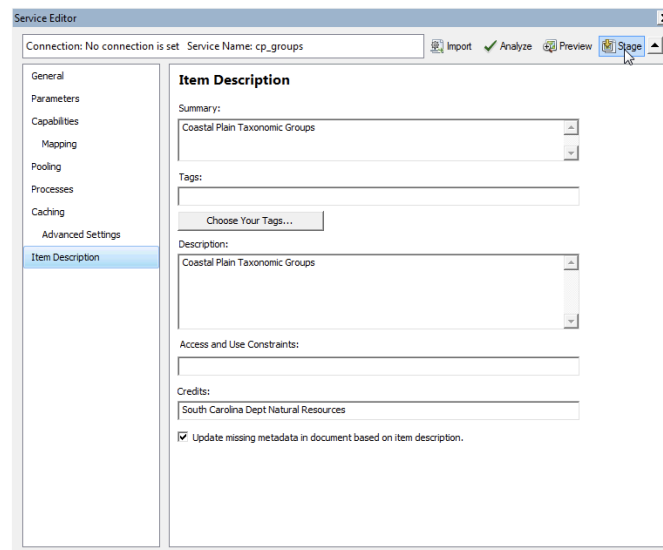 Service Editor
Connection: No connection is set Service Name: cp_groups
Import
Analyze
Preview
Stage
General
Parameters
Capabilities
Mapping
Pooling
Processes
Caching
Advanced Settings
Item Description
Item Description
Summary:
Coastal Plain Taxonomic Groups
Tags:
Choose Your Tags...
Description:
Coastal Plain Taxonomic Groups
Access and Use Constraints:
Credits:
South Carolina Dept Natural Resources
Update missing metadata in document based on item description.